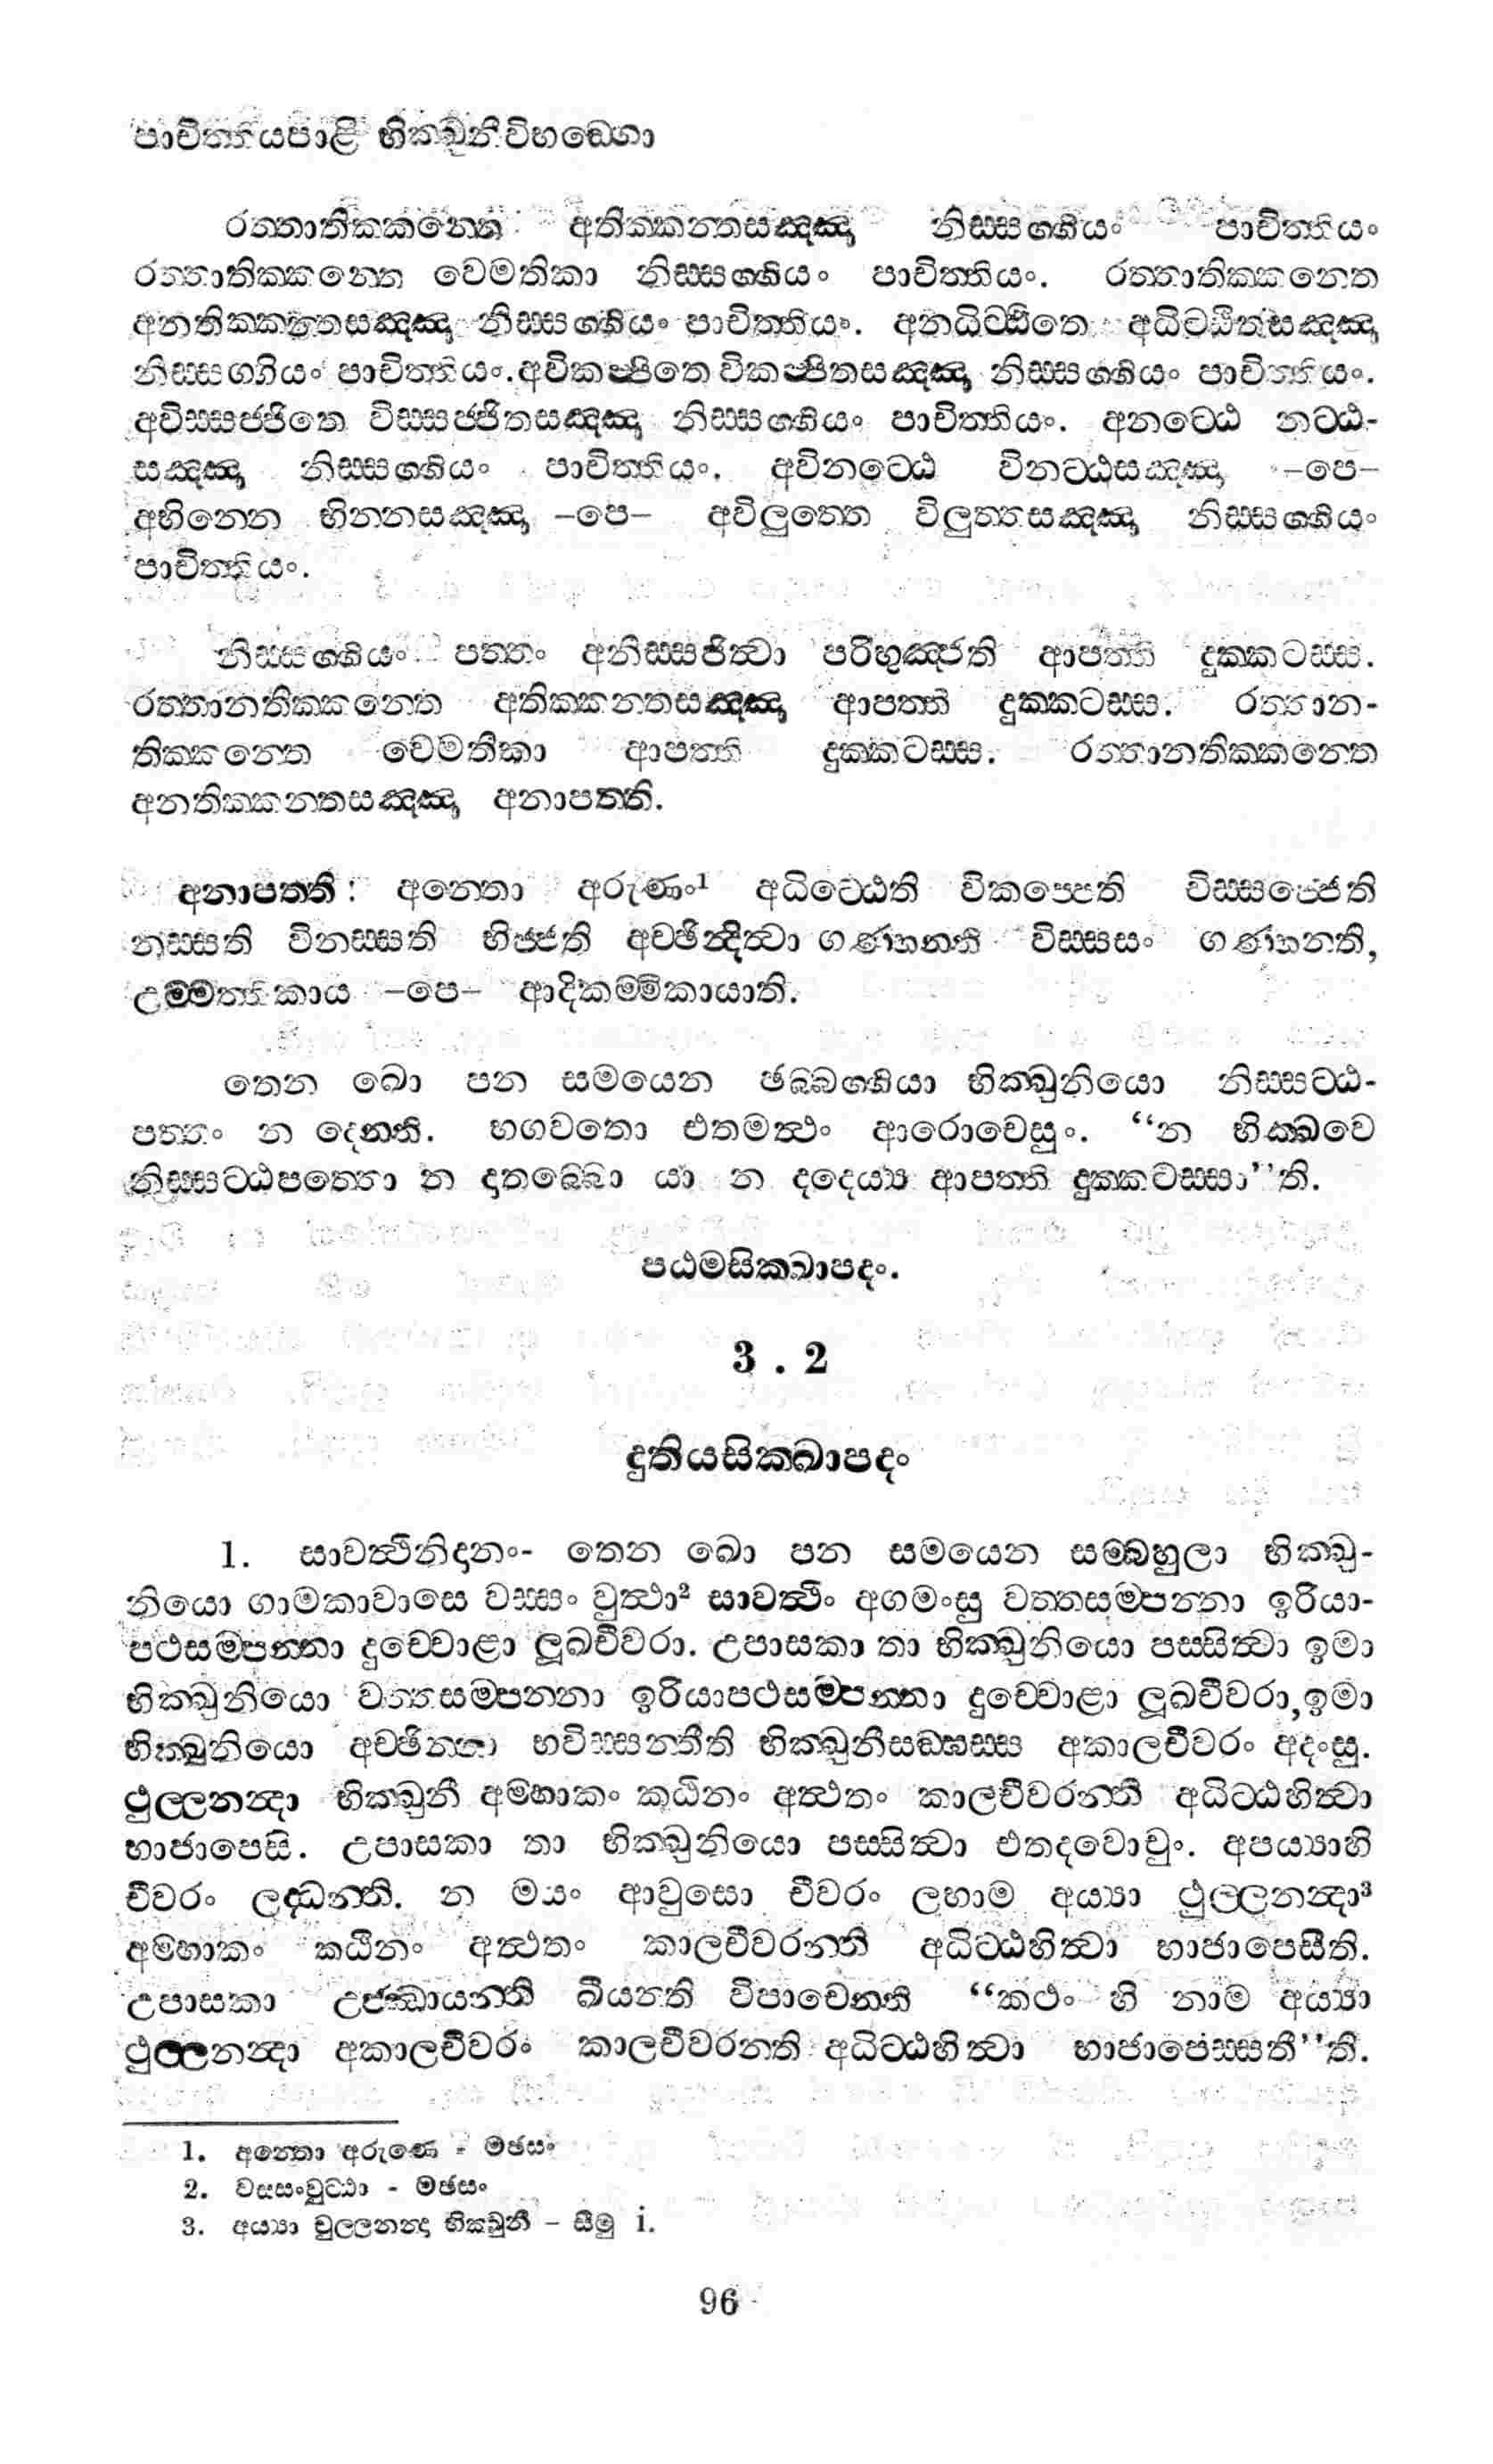 පාචිත්තියපාළි භික්ඛුනීවිභඞ්ගො
රත්තාතික්කන්තෙ අතික්කන්තසඤ්ඤා නිස්සග්ගියං පාචිත්තියං
රත්තාතික්කන්තෙ වෙමතිකා නිස්සග්ගියං පාචිත්තියං. රත්තාතික්කන්තෙ
අනතික්කන්තසඤ්ඤා නිස්සග්ගියං පාචිත්තියං. අනධිට්ඨිතෙ අධිට්ඨිතසඤ්ඤා
නිස්සග්ගියං පාචිත්තියං. අවිකප්පිතෙ විකප්පිතසඤ්ඤා නිස්සග්ගියං පාචිත්තියං.
අවිස්සජ්ජිතෙ විස්සජ්ජිතසඤ්ඤා නිස්සග්ගියං පාචිත්තියං. අනට්ඨෙ නට්ඨ-
සඤ්ඤා නිස්සග්ගියං පාචිත්තියං. අවිනට්ඨෙ විනට්ඨසඤ්ඤා –පෙ–
අභින්නෙ භින්නසඤ්ඤා –පෙ– අවිලුත්තෙ විලුත්තසඤ්ඤා නිස්සග්ගියං
පාචිත්තියං.
නිස්සග්ගියං පත්තං අනිස්සජිත්වා පරිභුඤ්ජති ආපත්ති දුක්කටස්ස.
රත්තානතික්කන්තෙ අතික්කන්තසඤ්ඤා ආපත්ති දුක්කටස්ස. රත්තාන-
තික්කන්තෙ වෙමතිකා ආපත්ති දුක්කටස්ස. රත්තානතික්කන්තෙ
අනතික්කන්තසඤ්ඤා අනාපත්ති.
අනාපත්ති: අන්තො අරුණං¹ අධිට්ඨෙති විකප්පෙති විස්සජ්ජෙති
නස්සති විනස්සති භිජ්ජති අච්ඡින්දිත්වා ගණ්හන්ති විස්සසං ගණ්හන්ති,
උම්මත්තිකාය –පෙ– ආදිකම්මිකායාති.
තෙන ඛො පන සමයෙන ඡබ්බග්ගියා භික්ඛුනියො නිස්සට්ඨ-
පත්තං න දෙන්ති. භගවතො එතමත්ථං ආරොචෙසුං. “න භික්ඛවෙ
නිස්සට්ඨපත්තො න දාතබ්බො යා න දදෙය්‍ය ආපත්ති දුක්කටස්සා”ති.
පඨමසික්ඛාපදං.
3 . 2
දුතියසික්ඛාපදං
1. සාවත්ථිනිදානං- තෙන ඛො පන සමයෙන සම්බහුලා භික්ඛු-
නියො ගාමකාවාසෙ වස්සං වුත්ථා² සාවත්ථිං අගමංසු වත්තසම්පන්නා ඉරියා-
පථසම්පන්නා දුච්චොළා ලූඛචීවරා. උපාසකා තා භික්ඛුනියො පස්සිත්වා ඉමා
භික්ඛුනියො වත්තසම්පන්නා ඉරියාපථසම්පන්නා දුච්චොළා ලූඛචීවරා, ඉමා
භික්ඛුනියො අච්ඡින්නා භවිස්සන්තීති භික්ඛුනීසඞ්ඝස්ස අකාලචීවරං අදංසු.
ථුල්ලනන්දා භික්ඛුනී අම්හාකං කඨිනං අත්ථතං කාලචීවරන්ති අධිට්ඨහිත්වා
භාජාපෙසි. උපාසකා තා භික්ඛුනියො පස්සිත්වා එතදවොචුං. අපය්‍යාහි
චීවරං ලද්ධන්ති. න මයං ආවුසො චීවරං ලභාම අය්‍යා ථුල්ලනන්දා³
අම්හාකං කඨිනං අත්ථතං කාලචීවරන්ති අධිට්ඨහිත්වා භාජාපෙසීති.
උපාසකා උජ්ඣායන්ති ඛීයන්ති විපාචෙන්ති “කථං හි නාම අය්‍යා
ථුල්ලනන්දා අකාලචීවරං කාලචීවරන්ති අධිට්ඨහිත්වා භාජාපෙස්සතී”ති.
1. අන්තො අරුණෙ - මඡසං
2. වස්සංවුට්ඨා - මඡසං
3. අය්‍යා ථුල්ලනන්දා භික්ඛුනී – සීමු i.
96